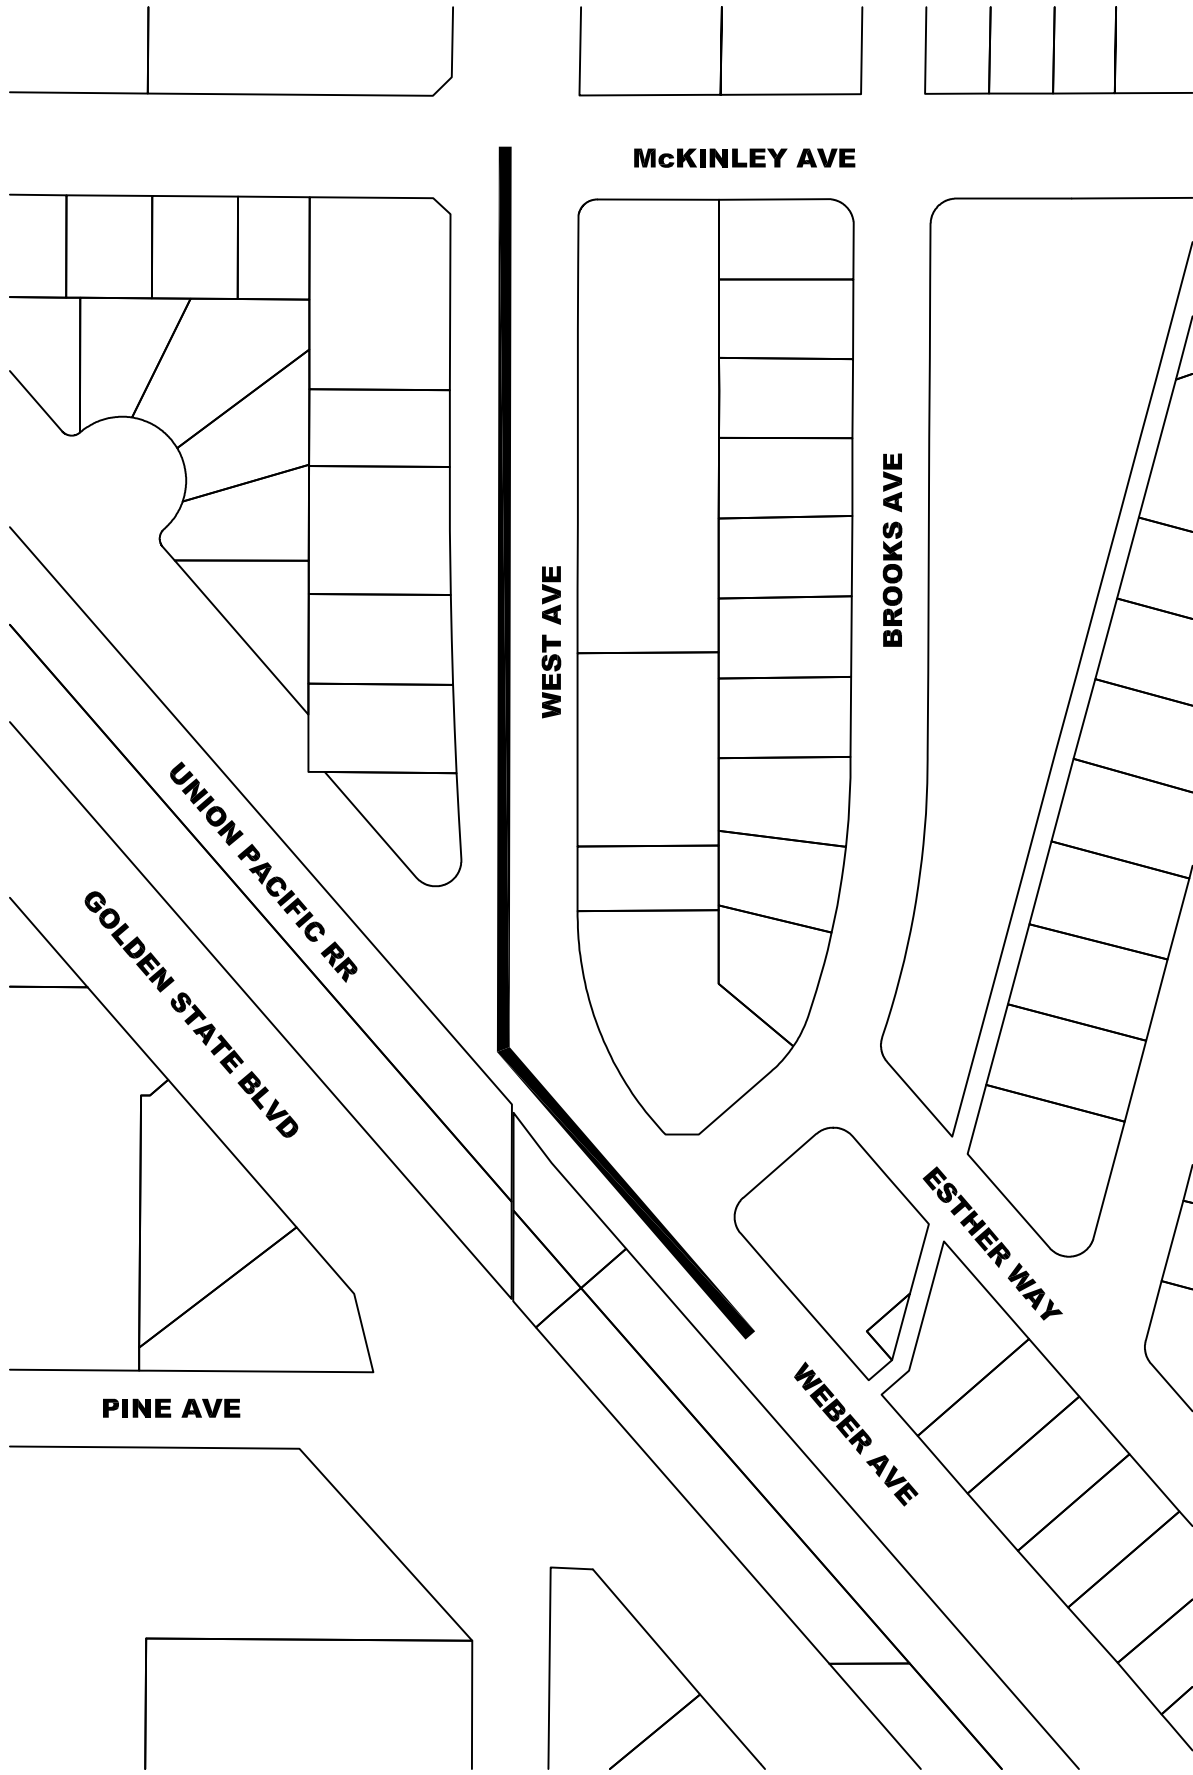 McKINLEY AVE
BROOKS AVE
WEST AVE
UNION PACIFIC RR
GOLDEN STATE BLVD
ESTHER WAY
WEBER AVE
PINE AVE